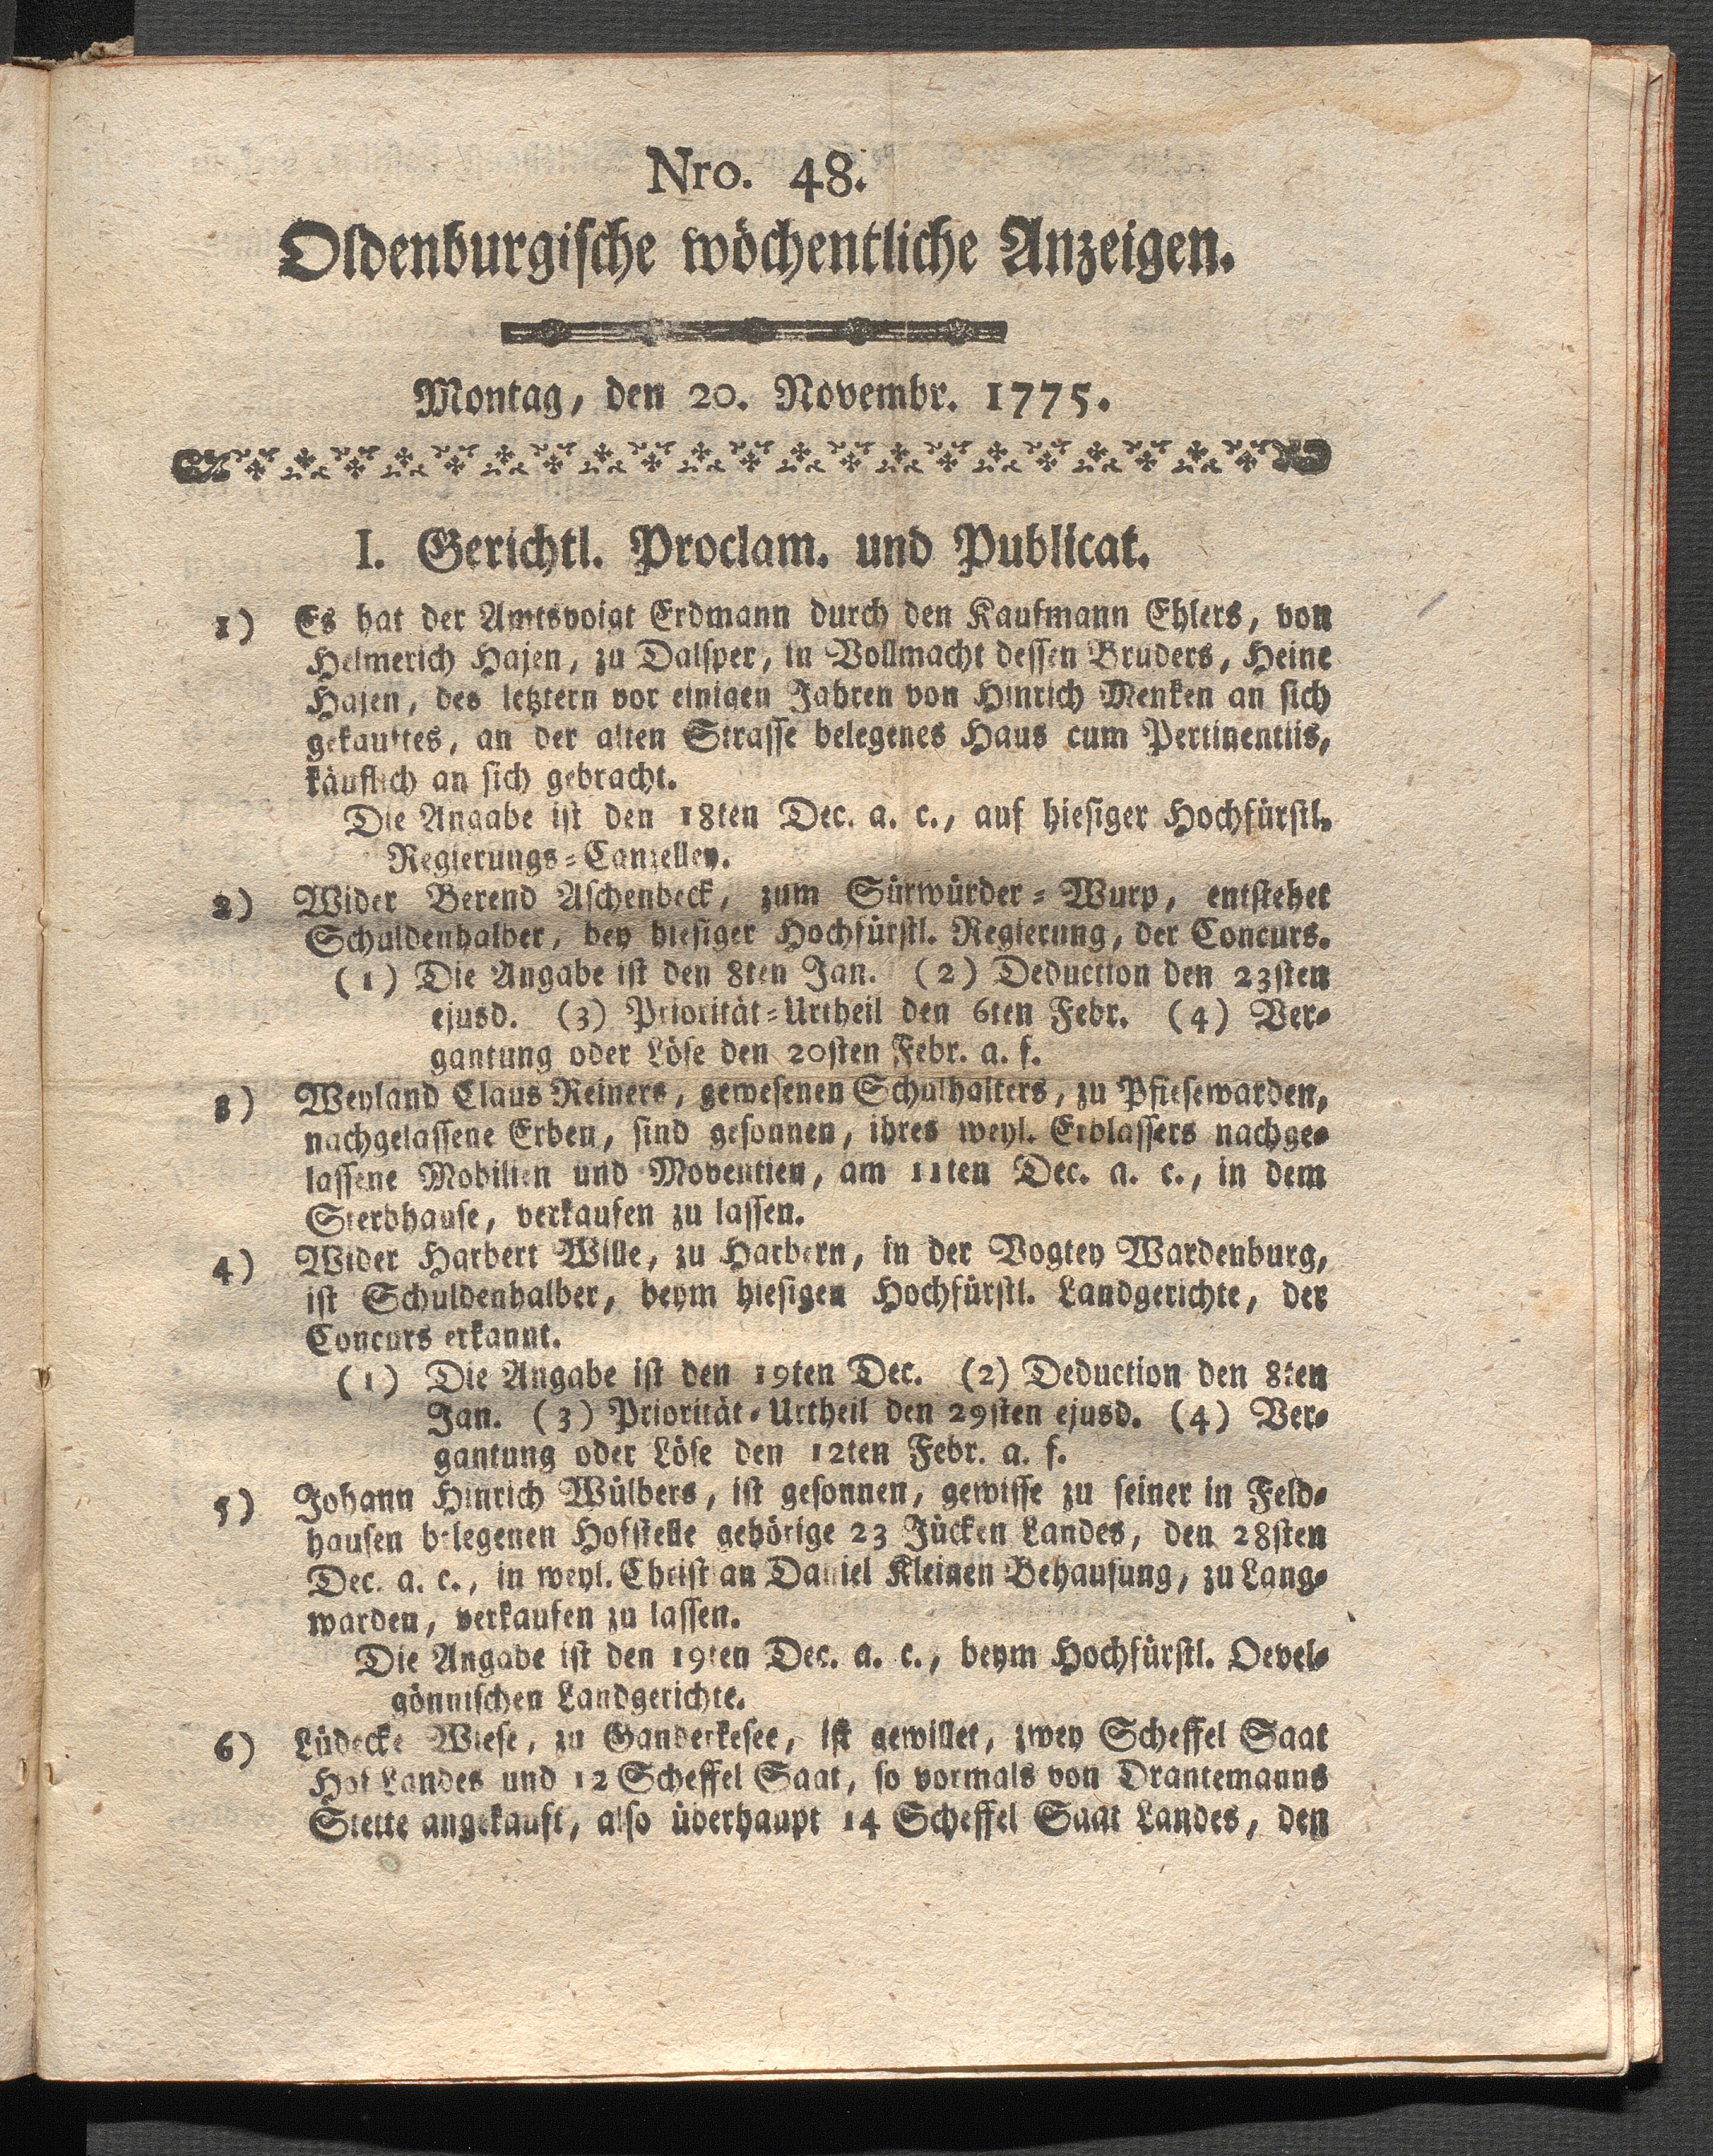 Nro. 48.
Oldenburgische wöchentliche Anzeigen.
Montag, den 20. Novembr. 1775.
I. Gerichtl. Proclam. und Publicat.
1) Es hat der Amtsvoigt Erdmann durch den Kaufmann Ehlers, von
Helmerich Hajen, zu Dalsper, in Vollmacht dessen Bruders, Heine
Hajen, des letztern vor einigen Jahren von Hinrich Menken an sich
gekauftes, an der alten Strasse belegenes Haus cum Pertinentiis,
käuflich an sich gebracht.
Die Angabe ist den 18ten Dec. a. c., auf hiesiger Hochfürstl.
Regierungs-Canzelley.
2) Wider Berend Aschenbeck, zum Sürwürder-Wurp, entstehet
Schuldenhalber, bey hiesiger Hochfürstl. Regierung, der Concurs.
(1) Die Angabe ist den 8ten Jan. (2) Deduction den 23sten
ejusd. (3) Priorität-Urtheil den 6ten Febr. (4) Ver-
gantung oder Löse den 20sten Febr. a. f.
3) Weyland Claus Reiners, gewesenen Schulhalters, zu Pfiesewarden,
nachgelassene Erben, sind gesonnen, ihres weyl. Erblassers nachge-
lassene Mobilien und Moventien, am 11ten Dec. a. c., in dem
Sterbhause, verkaufen zu lassen.
4) Wider Harbert Wille, zu Harbern, in der Vogtey Wardenburg,
ist Schuldenhalber, beym hiesigen Hochfürstl. Landgerichte, der
Concurs erkannt.
(1) Die Angabe ist den 19ten Dec. (2) Deduction den 8ten
Jan. (3) Priorität-Urtheil den 29sten ejusd. (4) Ver-
gantung oder Löse den 12ten Febr. a. f.
5) Johann Hinrich Wülbers, ist gesonnen, gewisse zu seiner in Feld-
hausen belegenen Hofstelle gehörige 23 Jücken Landes, den 28sten
Dec. a. c., in weyl. Christian Daniel Kleinen Behausung, zu Lang-
warden, verkaufen zu lassen.
Die Angabe ist den 19ten Dec. a. c., beym Hochfürstl. Oevel-
gönnischen Landgerichte.
6) Lüdecke Wiese, zu Ganderkesee, ist gewillet, zwey Scheffel Saat
Hof Landes und 12 Scheffel Saat, so vormals von Drantemanns
Stette angekauft, also überhaupt 14 Scheffel Saat Landes, den